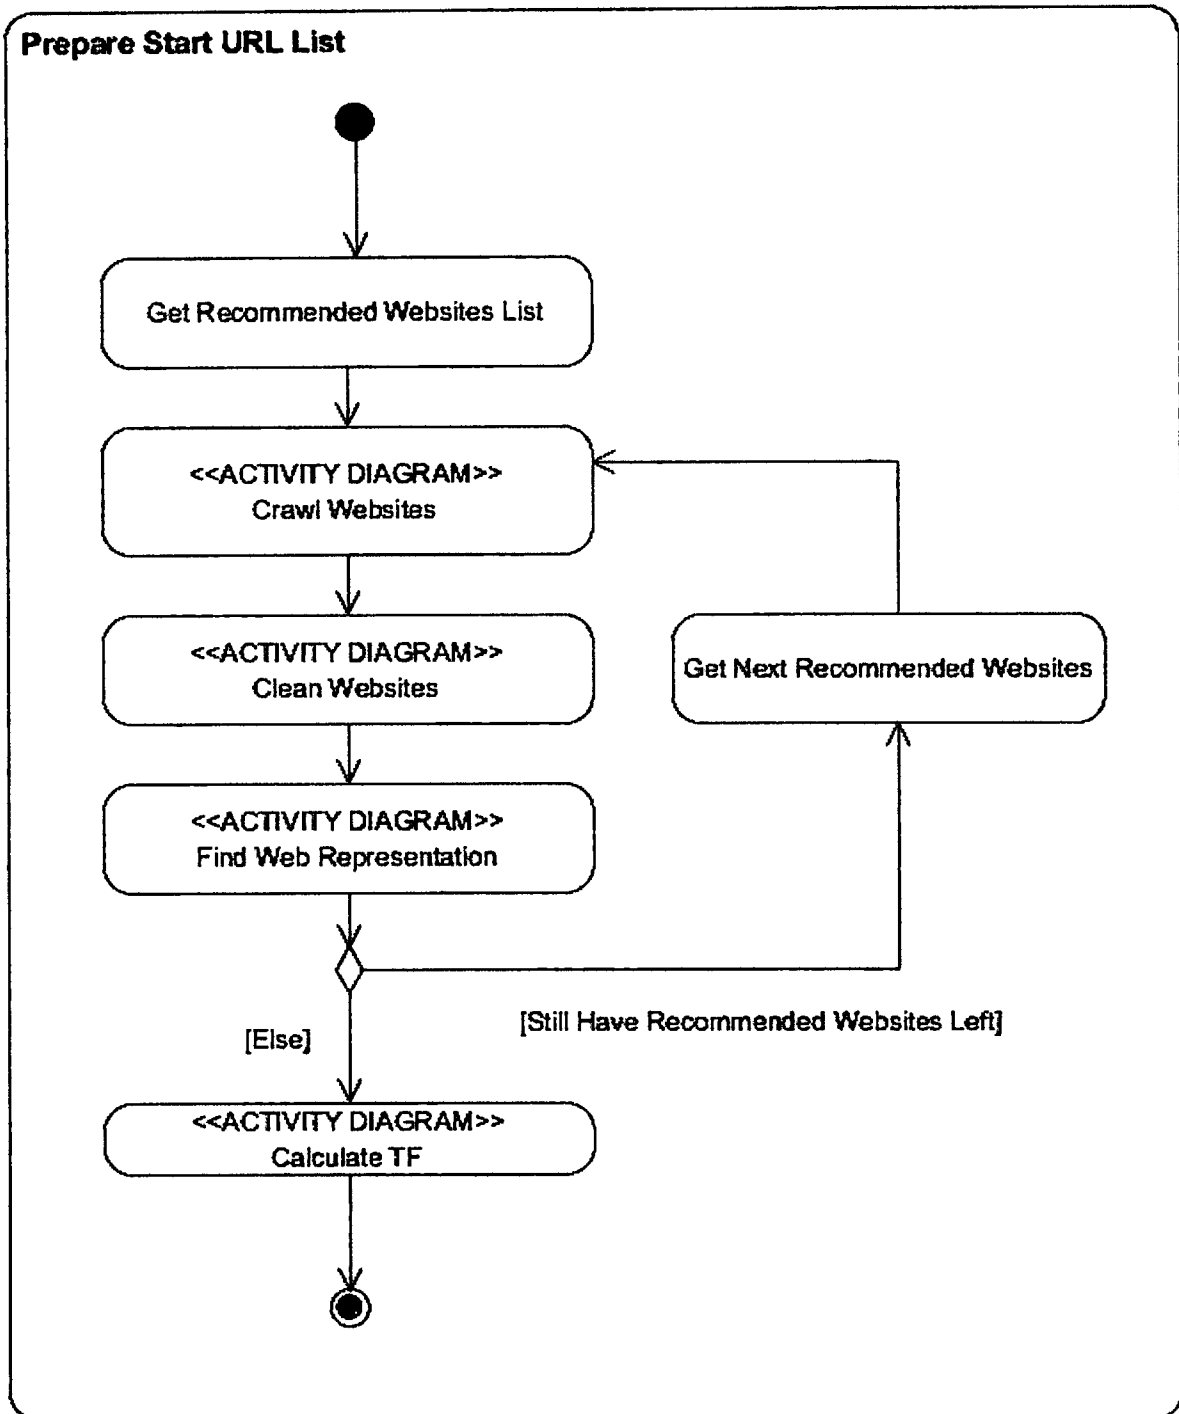 Prepare Start URL List
Get Recommended Websites List
<<ACTIVITY DIAGRAM>>
Crawl Websites
<<ACTIVITY DIAGRAM>>
Clean Websites
Get Next Recommended Websites
<<ACTIVITY DIAGRAM>>
Find Web Representation
[Still Have Recommended Websites Left]
[Else]
<<ACTIVITY DIAGRAM>>
Calculate TF